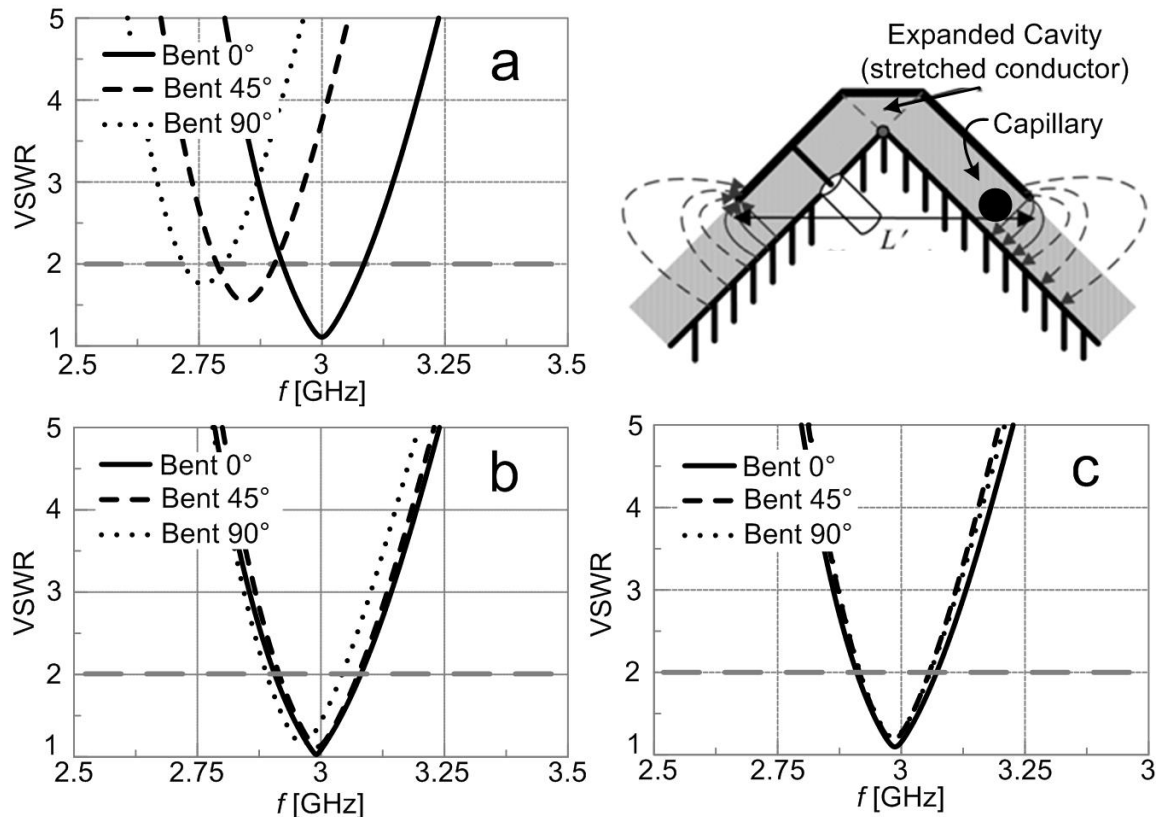 5
4
3
2
1
VSWR
Bent 0°
Bent 45°
Bent 90°
a
2.5
2.75
3
3.25
3.5
f [GHz]
Expanded Cavity
(stretched conductor)
Capillary
L′
5
4
3
2
1
VSWR
Bent 0°
Bent 45°
Bent 90°
b
2.5
2.75
3
3.25
3.5
f [GHz]
5
4
3
2
1
VSWR
Bent 0°
Bent 45°
Bent 90°
c
2.5
2.75
3
3.25
3
f [GHz]